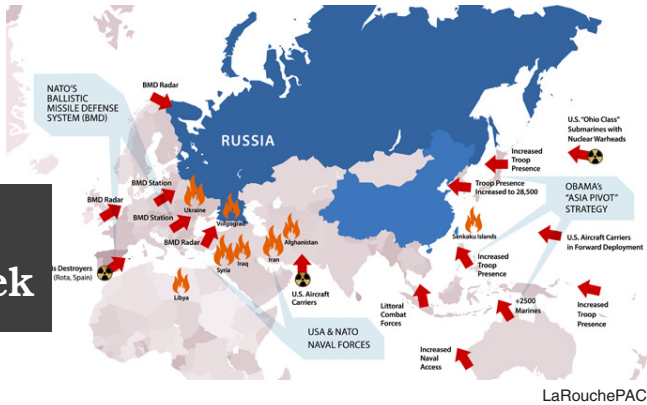 BMD Radar
NATO'S
BALLISTIC
MISSILE DEFENSE
SYSTEM (BMD)
RUSSIA
U.S. "Ohio Class"
Submarines with
Nuclear Warheads
Increased
Troop
Presence
BMD Station
Ukraine
Troop Presence
Increased to 28,500
OBAMA's
"ASIA PIVOT"
STRATEGY
BMD Radar
BMD Station
Volgograd
Senkaku Islands
U.S. Aircraft Carriers
in Forward Deployment
BMD Radar
Afghanistan
Iraq
Iran
Syria
ek
is Destroyers
(Rota, Spain)
Increased
Troop
Presence
Libya
U.S. Aircraft
Carriers
Littoral
Combat
Forces
+2500
Marines
Increased
Troop
Presence
USA & NATO
NAVAL FORCES
Increased
Naval
Access
LaRouchePAC